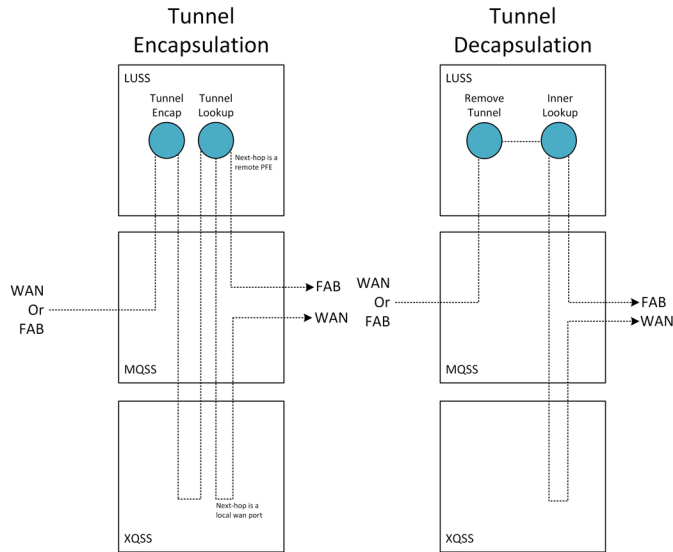 Tunnel
Encapsulation
LUSS
Tunnel
Encap
Tunnel
Lookup
Next-hop is a
remote PFE
WAN
Or
FAB
FAB
WAN
MQSS
Next-hop is a
local wan port
XQSS
Tunnel
Decapsulation
LUSS
Remove
Tunnel
Inner
Lookup
WAN
Or
FAB
FAB
WAN
MQSS
XQSS